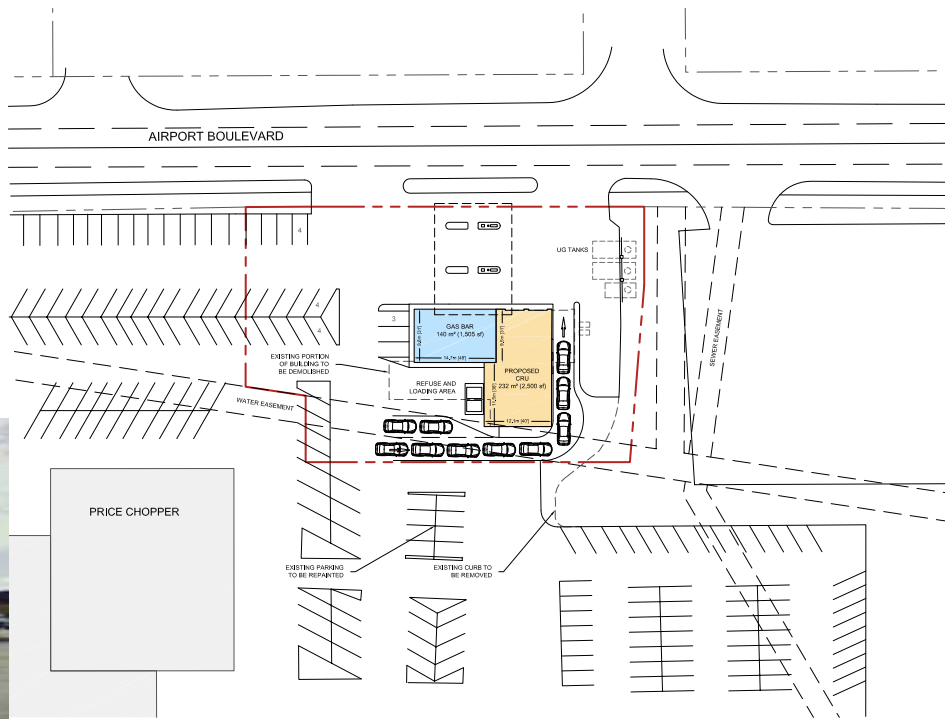 AIRPORT BOULEVARD
4
UG TANKS
4
4
3
GAS BAR
140 m² (1,505 sf)
14.7m [48']
PROPOSED
CRU
232 m² (2,500 sf)
12.1m [40']
EXISTING PORTION
OF BUILDING TO
BE DEMOLISHED
REFUSE AND
LOADING AREA
WATER EASEMENT
SEWER EASEMENT
PRICE CHOPPER
EXISTING PARKING
TO BE REPAINTED
EXISTING CURB TO
BE REMOVED